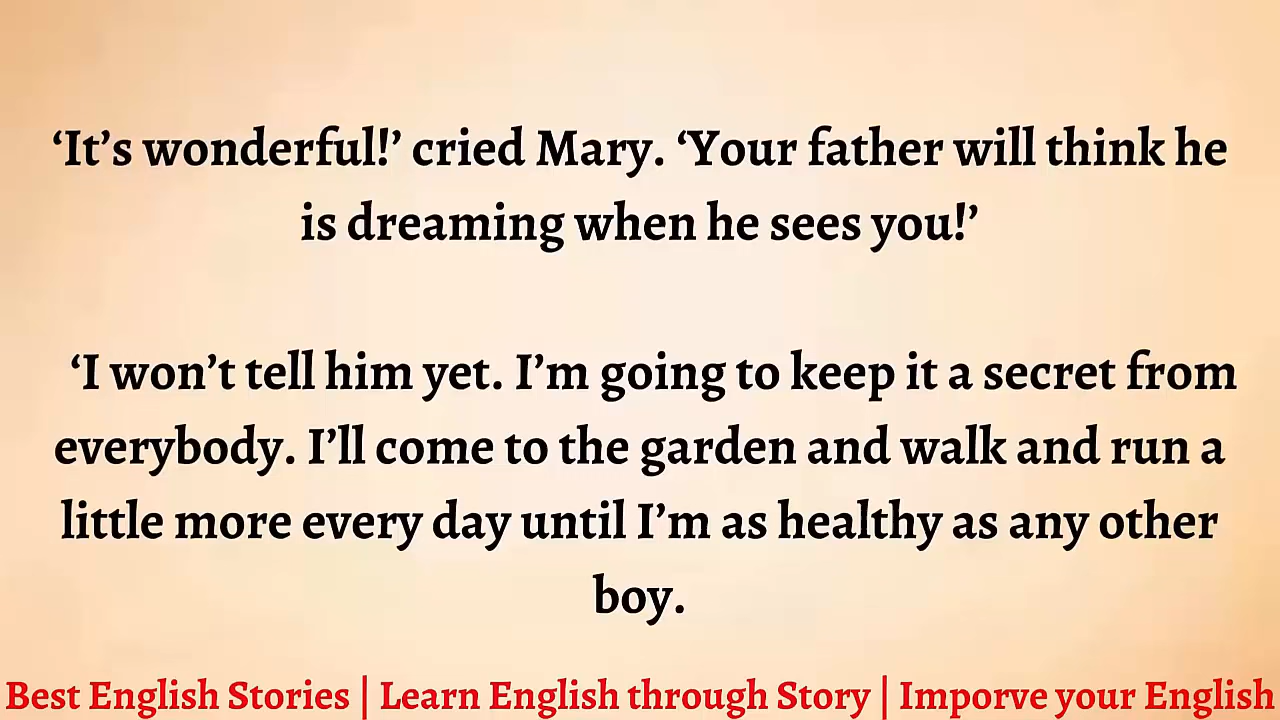 ‘It’s wonderful!’ cried Mary. ‘Your father will think he
is dreaming when he sees you!’
‘I won’t tell him yet. I’m going to keep it a secret from
everybody. I’ll come to the garden and walk and run a
little more every day until I’m as healthy as any other
boy.
Best English Stories | Learn English through Story | Imporve your English